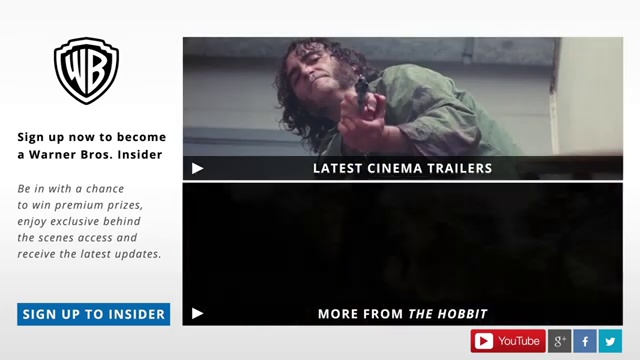 WB
Sign up now to become
a Warner Bros. Insider
Be in with a chance
to win premium prizes,
enjoy exclusive behind
the scenes access and
receive the latest updates.
SIGN UP TO INSIDER
LATEST CINEMA TRAILERS
MORE FROM THE HOBBIT
YouTube
g+
f